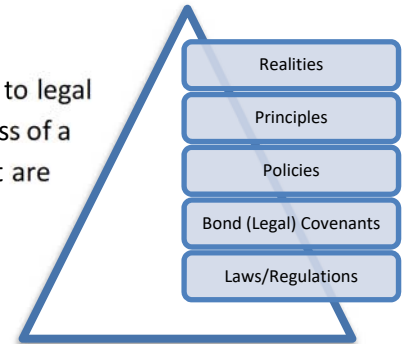 to legal
ss of a
are
Realities
Principles
Policies
Bond (Legal) Covenants
Laws/Regulations